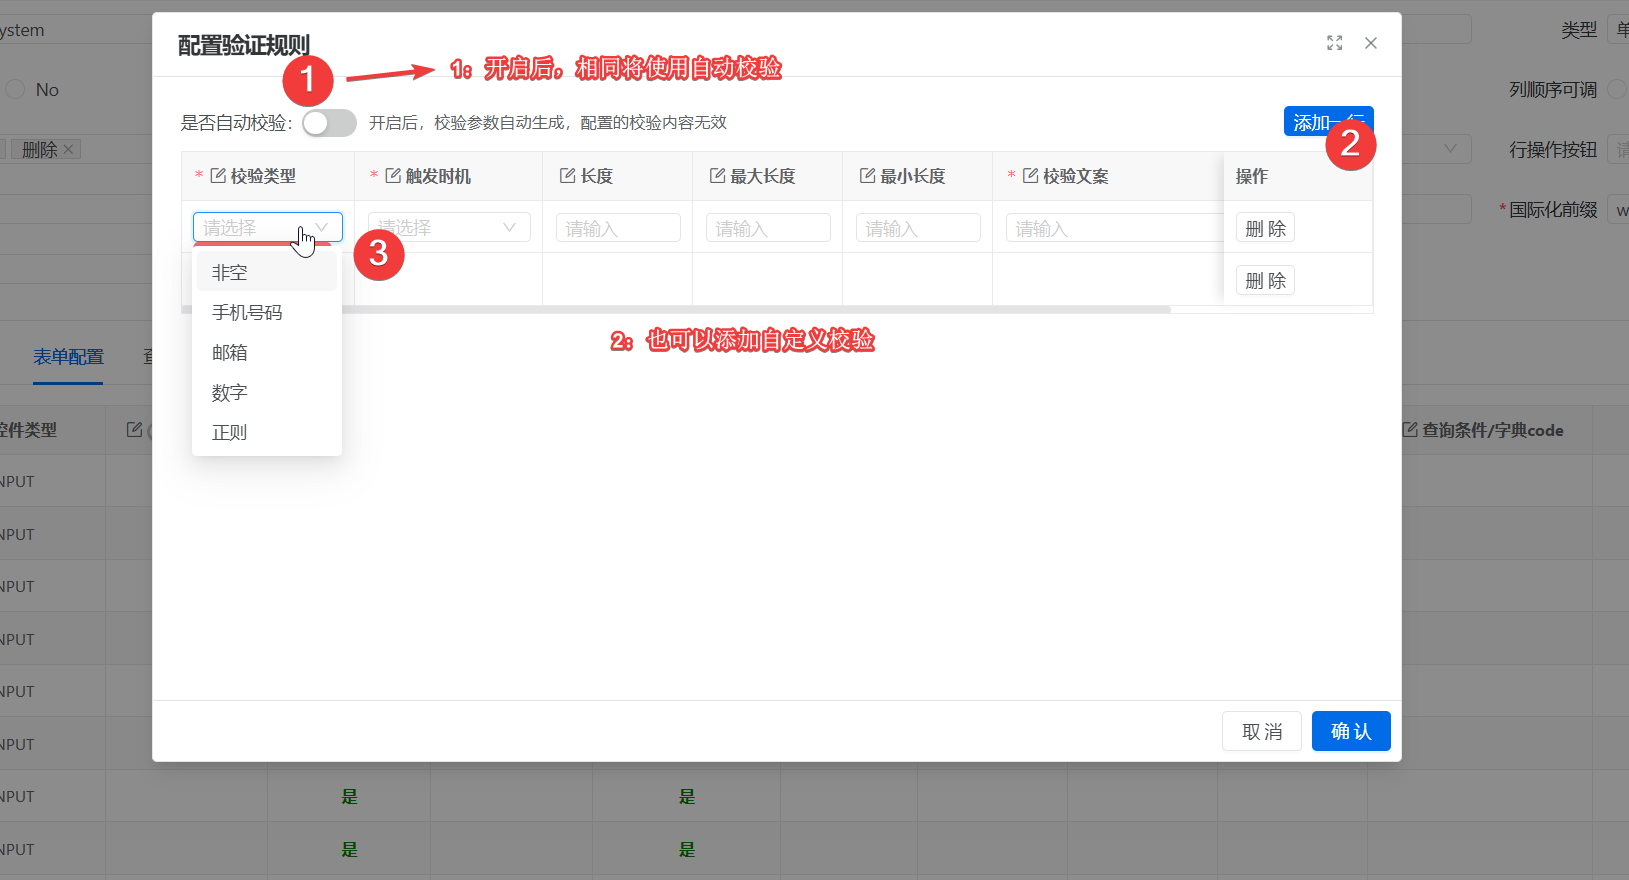 ystem
类型
单
配置验证规则
1
1：开启后，相同将使用自动校验
No
列顺序可调
是否自动校验：
开启后，校验参数自动生成，配置的校验内容无效
添加一行
2
删除
行操作按钮
请
* 校验类型
* 触发时机
长度
最大长度
最小长度
* 校验文案
操作
请选择
请选择
请输入
请输入
请输入
请输入
删 除
*国际化前缀
w
3
非空
删 除
手机号码
2：也可以添加自定义校验
表单配置
查
邮箱
数字
控件类型
正则
查询条件/字典code
NPUT
NPUT
NPUT
NPUT
NPUT
NPUT
取 消
确 认
NPUT
是
是
NPUT
是
是